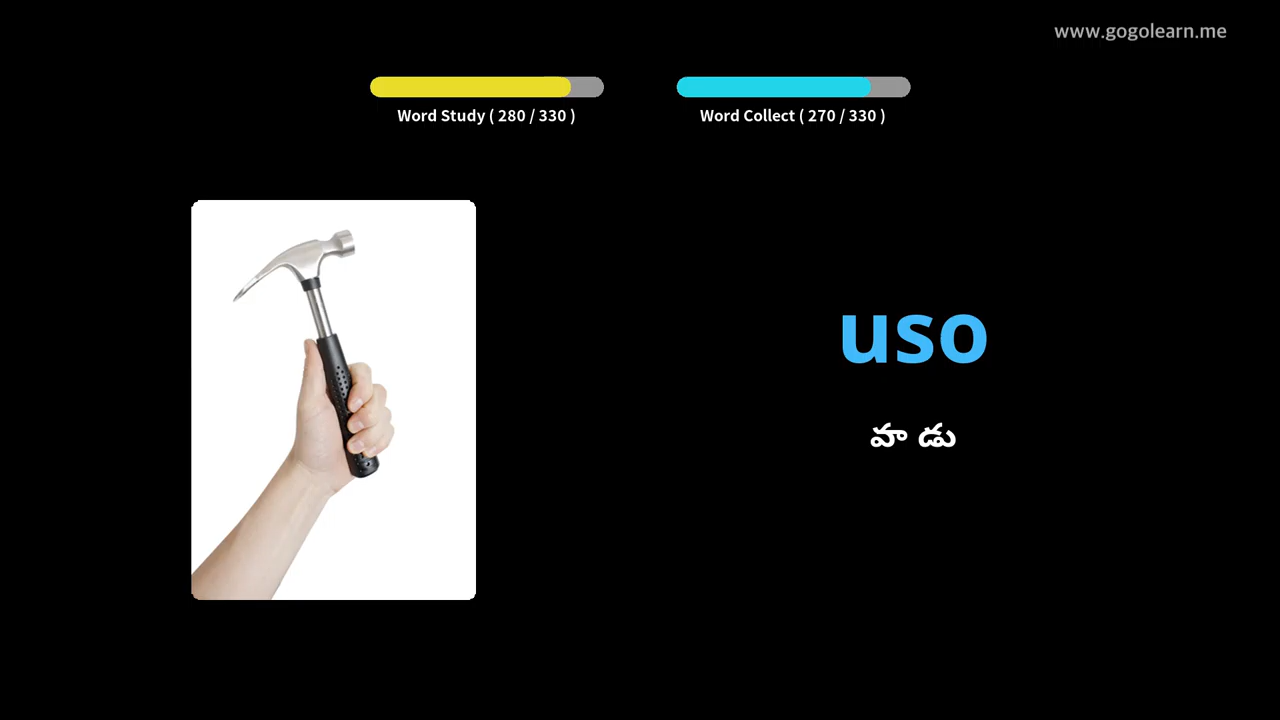 www.gogolearn.me
Word Study ( 280 / 330 )
Word Collect ( 270 / 330 )
uso
వా డు